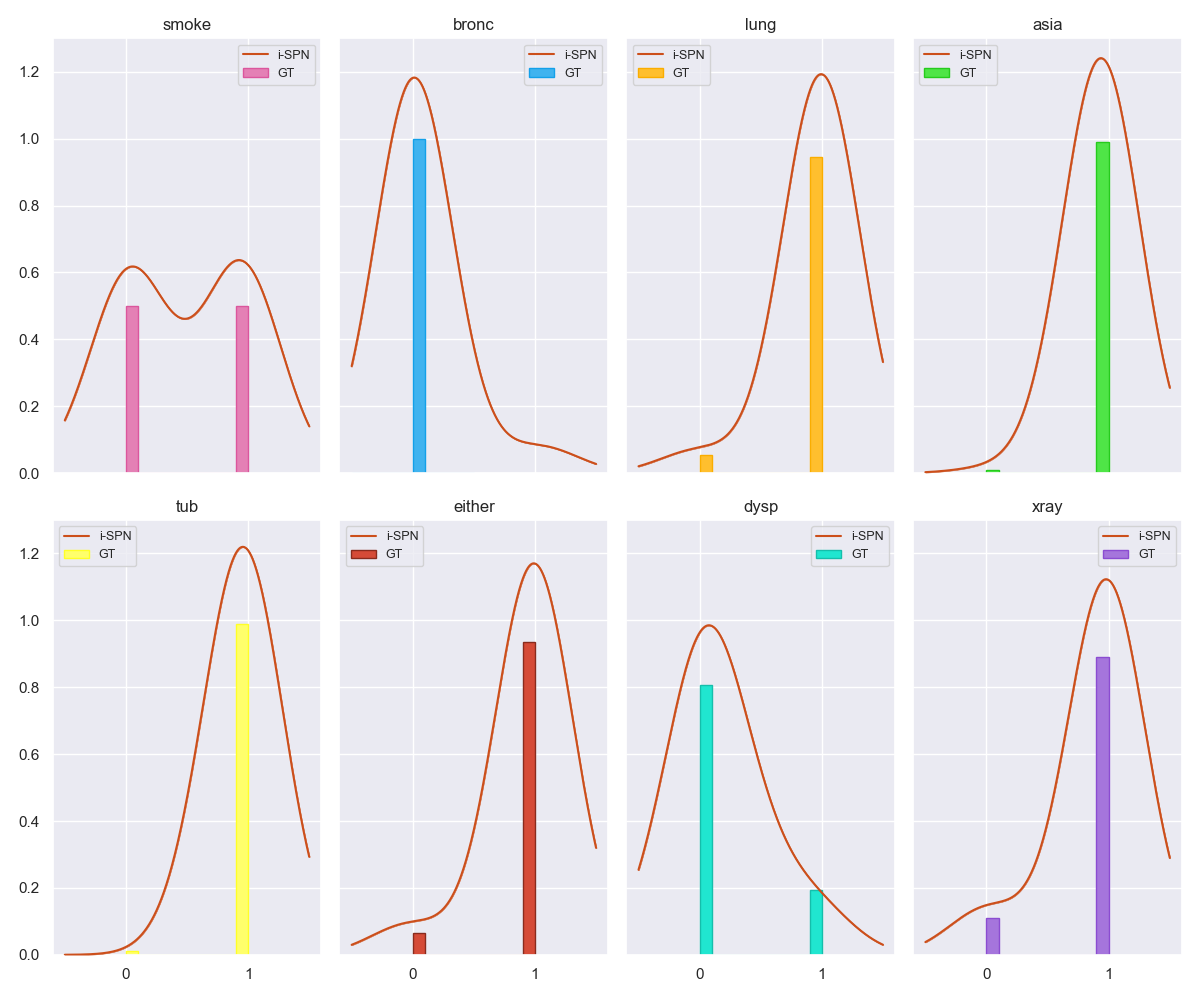 smoke
bronc
lung
asia
i-SPN
GT
i-SPN
GT
i-SPN
GT
i-SPN
GT
1.2
1.0
0.8
0.6
0.4
0.2
0.0
tub
either
dysp
xray
i-SPN
GT
i-SPN
GT
i-SPN
GT
i-SPN
GT
1.2
1.0
0.8
0.6
0.4
0.2
0.0
0 1
0 1
0 1
0 1